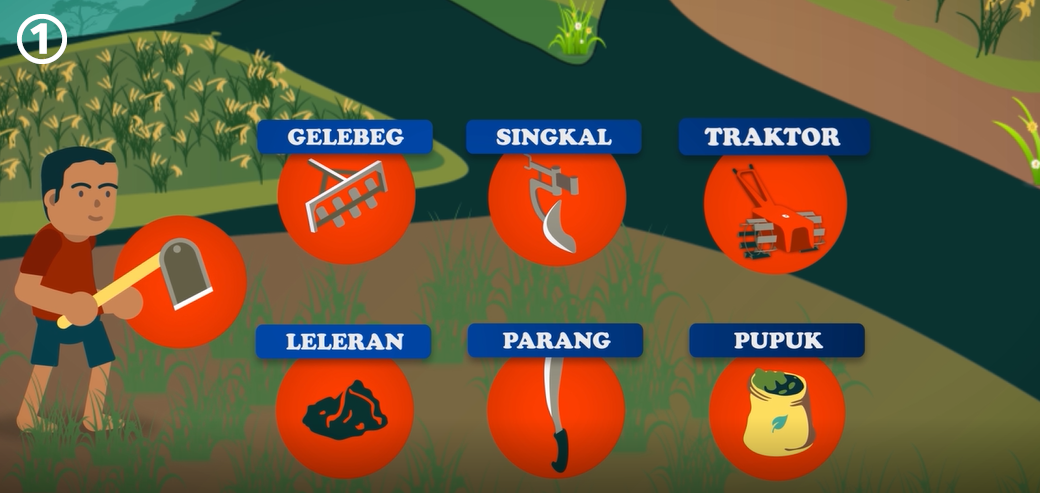 ①
GELEBEG
SINGKAL
TRAKTOR
LELERAN
PARANG
PUPUK